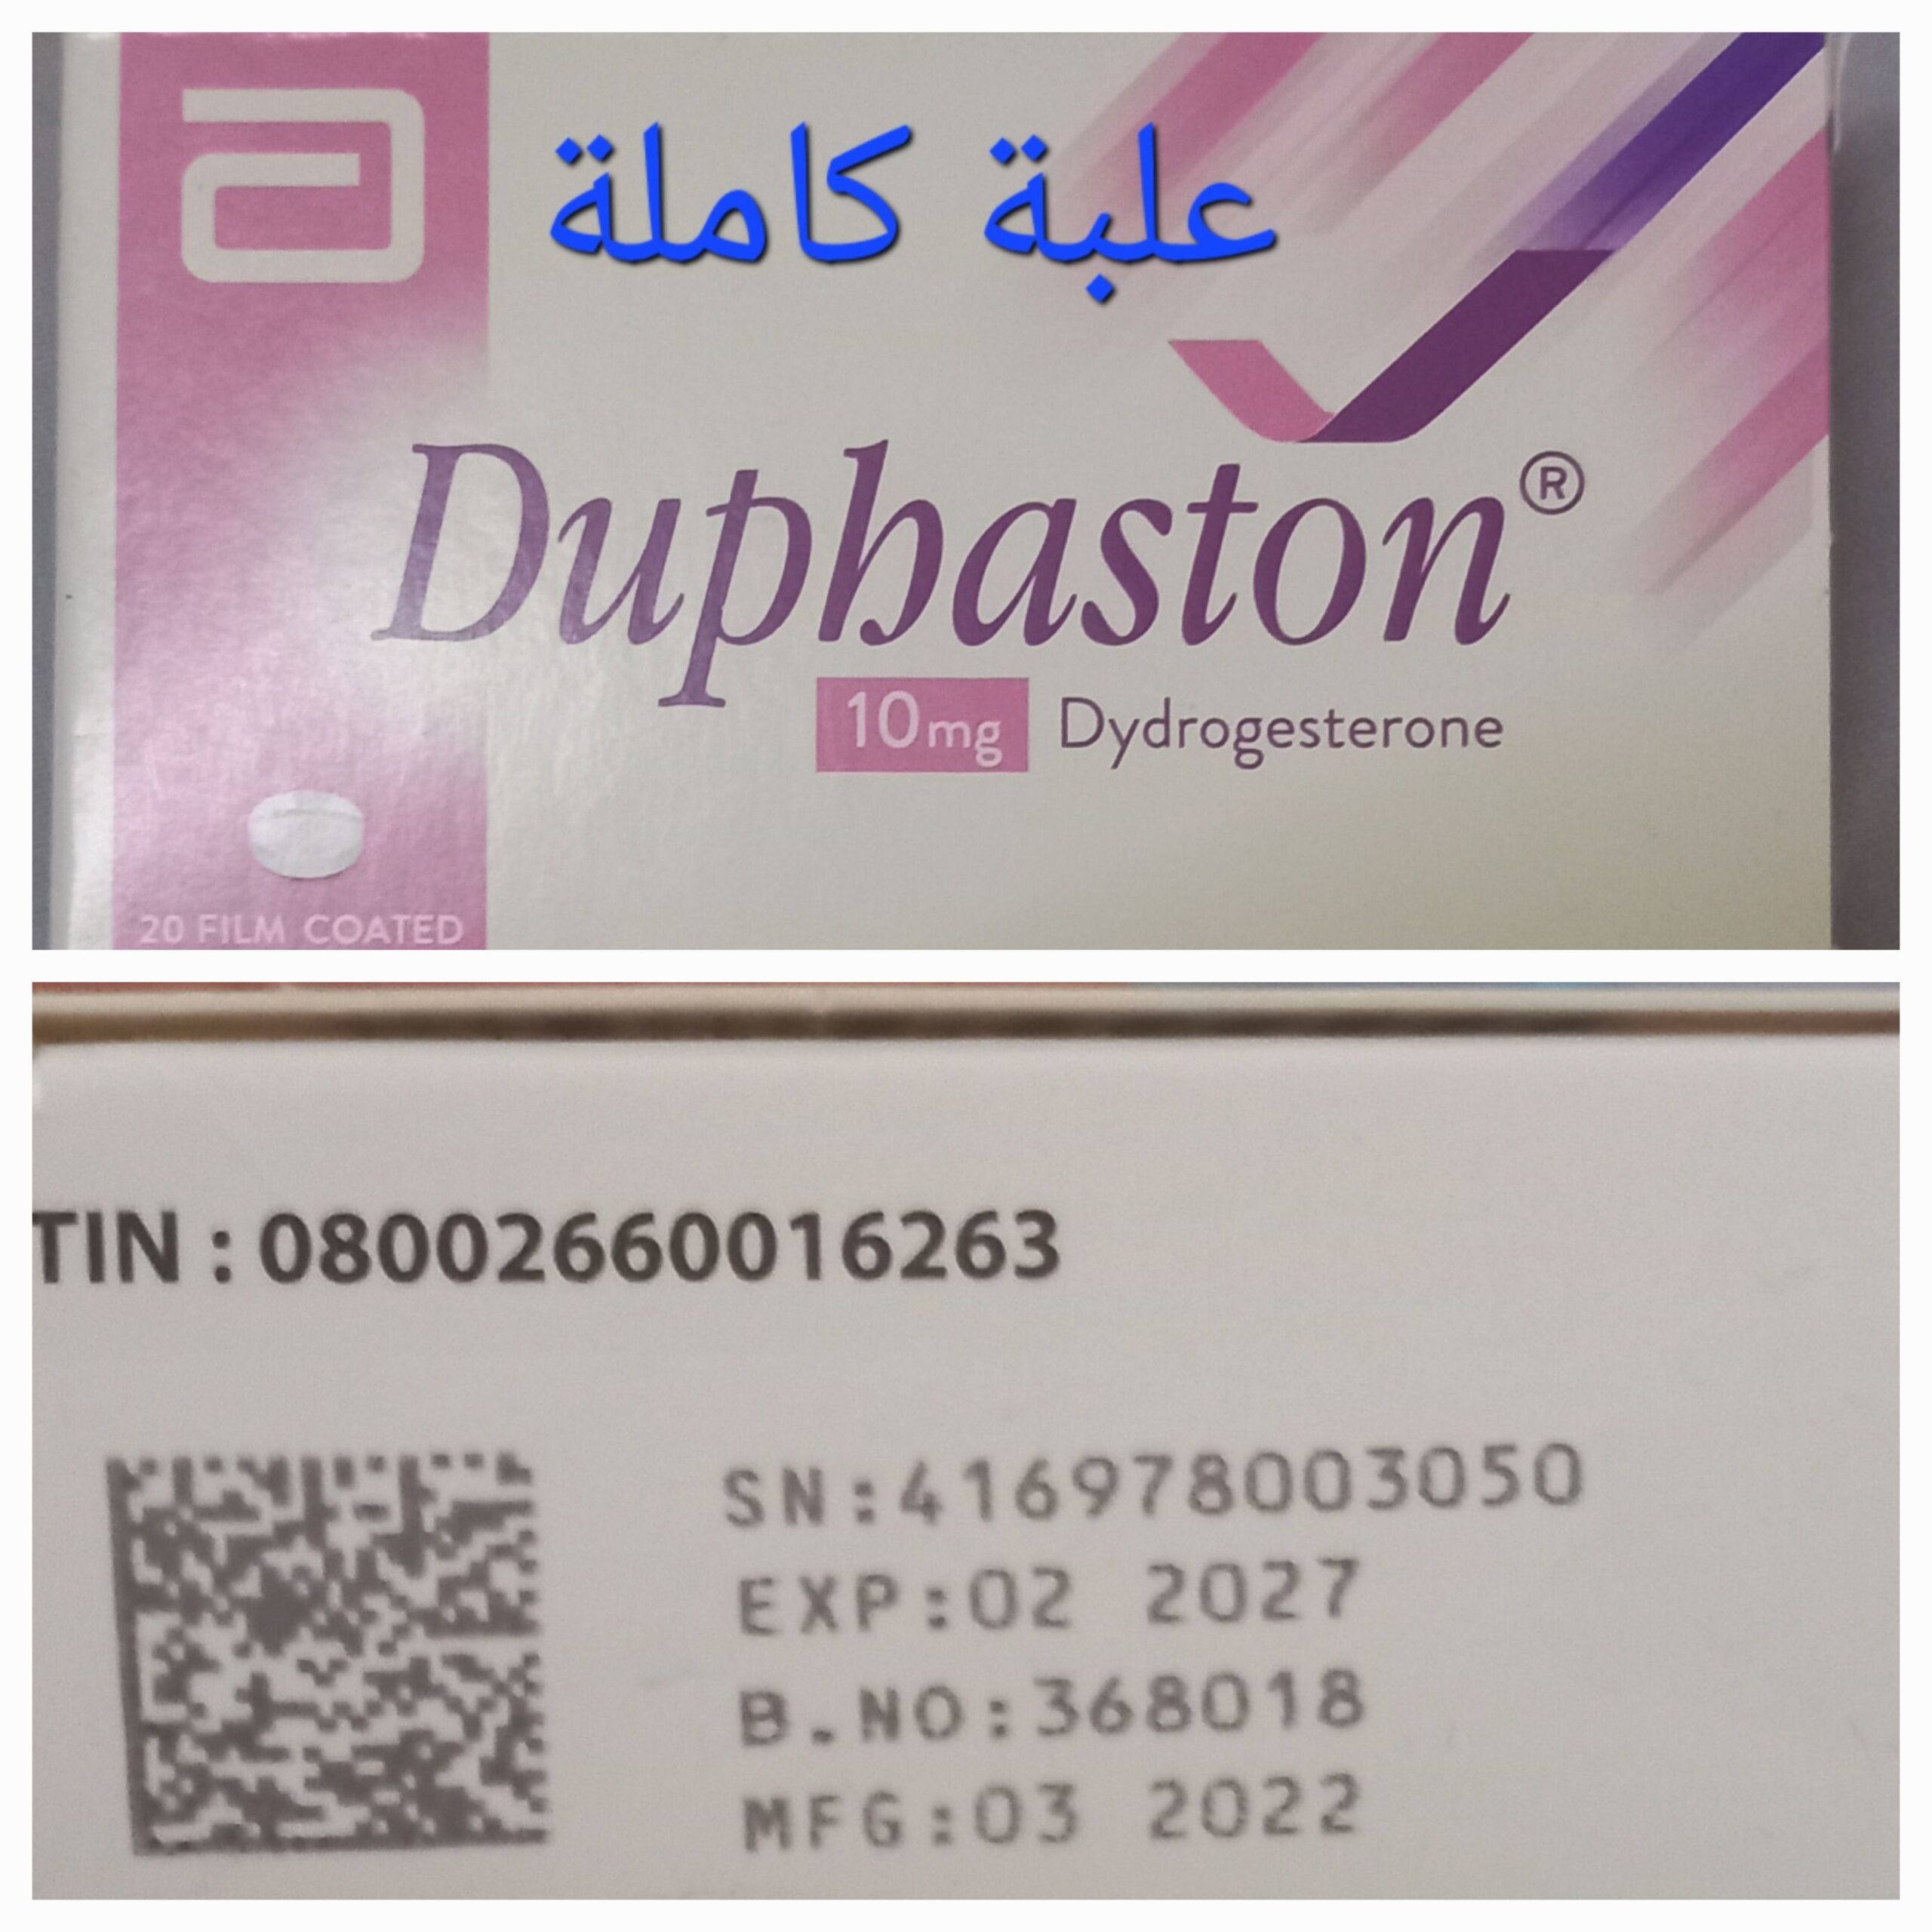 علبة كاملة
Duphaston®
10mg Dydrogesterone
20 FILM COATED
TIN : 08002660016263
SN:416978003050
EXP:02 2027
B.NO:368018
MFG:03 2022